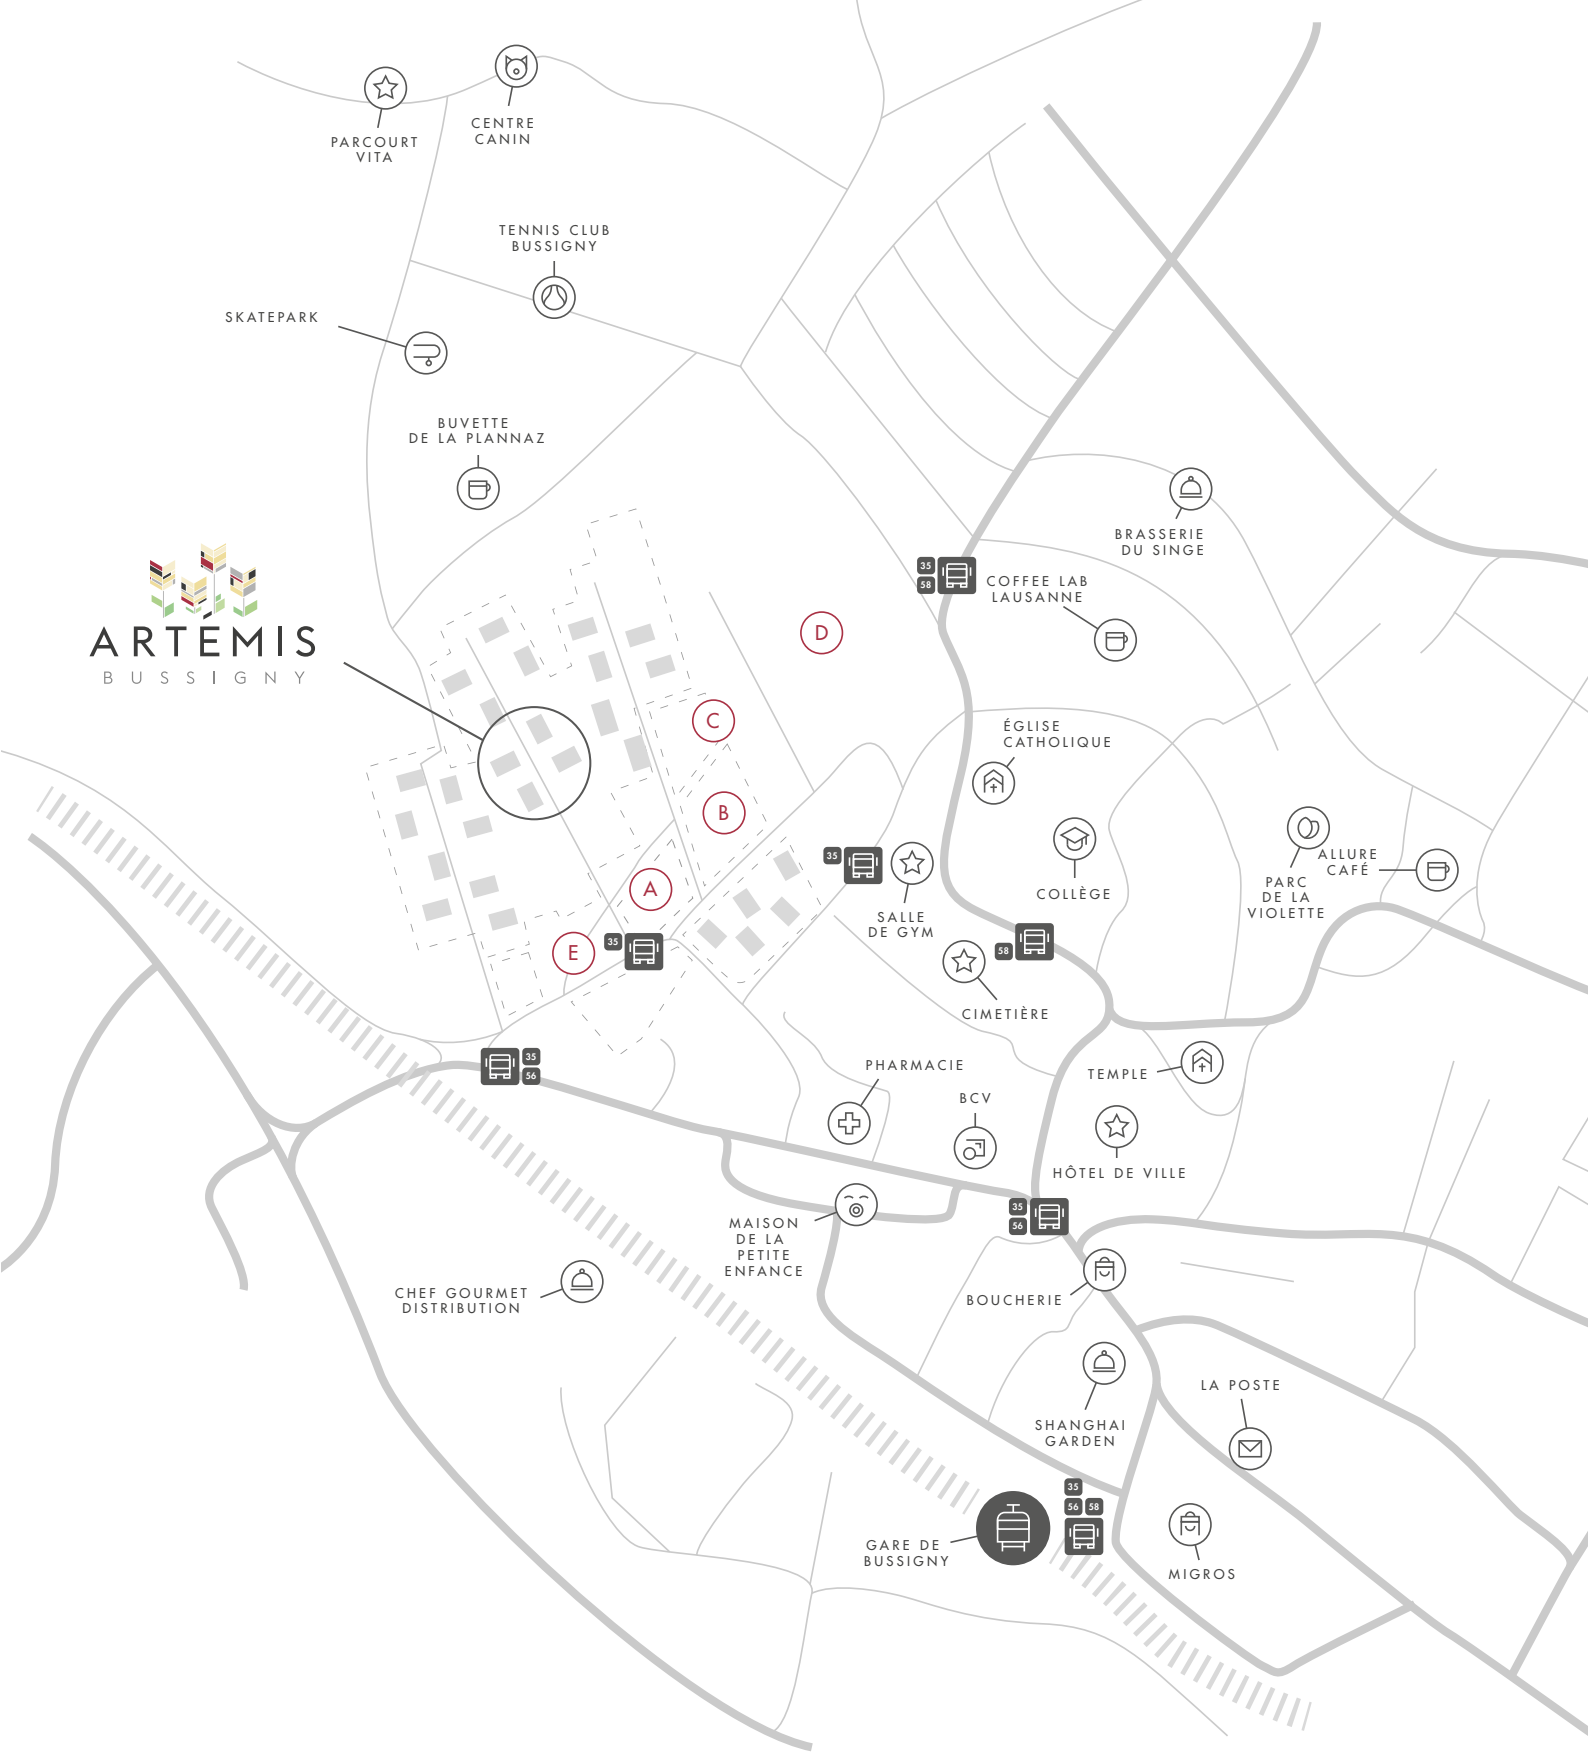 CENTRE
CANIN
PARCOURT
VITA
TENNIS CLUB
BUSSIGNY
SKATEPARK
BUVETTE
DE LA PLANNAZ
BRASSERIE
DU SINGE
35
58
COFFEE LAB
LAUSANNE
ARTEMIS
BUSSIGNY
D
C
ÉGLISE
CATHOLIQUE
B
35
ALLURE
CAFÉ
COLLÈGE
PARC
DE LA
VIOLETTE
A
SALLE
DE GYM
E
35
58
CIMETIÈRE
35
56
PHARMACIE
TEMPLE
BCV
HÔTEL DE VILLE
35
56
MAISON
DE LA
PETITE
ENFANCE
CHEF GOURMET
DISTRIBUTION
BOUCHERIE
LA POSTE
SHANGHAI
GARDEN
35
56 58
GARE DE
BUSSIGNY
MIGROS